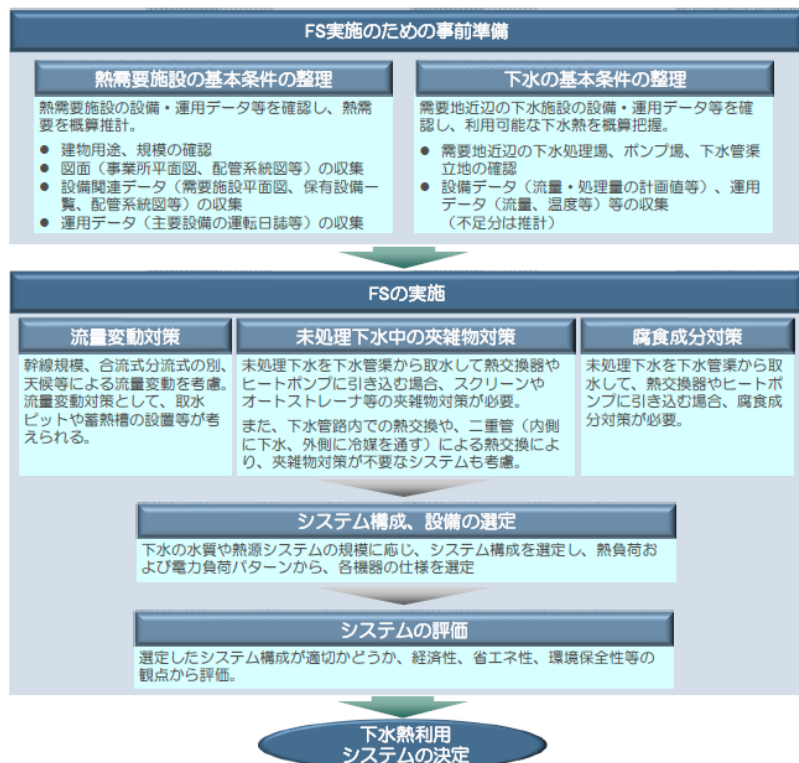 FS実施のための事前準備
熱需要施設の基本条件の整理
熱需要施設の設備・運用データ等を確認し、熱需
要を概算推計。
● 建物用途、規模の確認
● 図面（事業所平面図、配管系統図等）の収集
● 設備関連データ（需要施設平面図、保有設備一
覧、配管系統図等）の収集
● 運用データ（主要設備の運転日誌等）の収集
下水の基本条件の整理
需要地近辺の下水施設の設備・運用データ等を確
認し、利用可能な下水熱を概算把握。
● 需要地近辺の下水処理場、ポンプ場、下水管渠
立地の確認
● 設備データ（流量・処理量の計画値等）、運用
データ（流量、温度等）等の収集
（不足分は推計）
FSの実施
流量変動対策
幹線規模、合流式分流式の別、
天候等による流量変動を考慮。
流量変動対策として、取水
ピットや蓄熱槽の設置等が考
えられる。
未処理下水中の夾雑物対策
未処理下水を下水管渠から取水して熱交換器や
ヒートポンプに引き込む場合、スクリーンや
オートストレーナ等の夾雑物対策が必要。
また、下水管路内での熱交換や、二重管（内側
に下水、外側に冷媒を通す）による熱交換によ
り、夾雑物対策が不要なシステムも考慮。
腐食成分対策
未処理下水を下水管渠から取
水して、熱交換器やヒートポ
ンプに引き込む場合、腐食成
分対策が必要。
システム構成、設備の選定
下水の水質や熱源システムの規模に応じ、システム構成を選定し、熱負荷お
よび電力負荷パターンから、各機器の仕様を選定
システムの評価
選定したシステム構成が適切かどうか、経済性、省エネ性、環境保全性等の
観点から評価。
下水熱利用
システムの決定